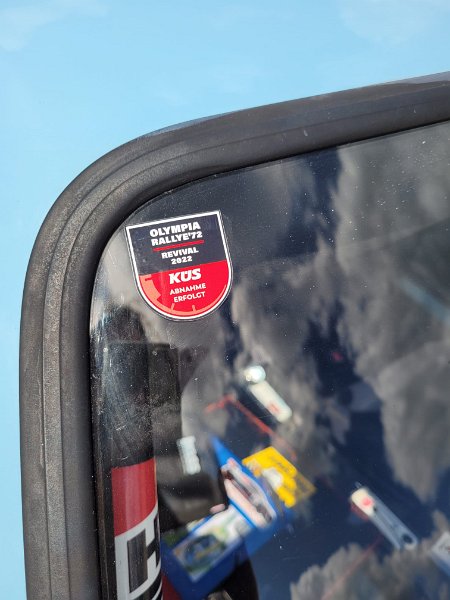 OLYMPIA
RALLYE'72
REVIVAL
2022
KÜS
ABNAHME
ERFOLGT